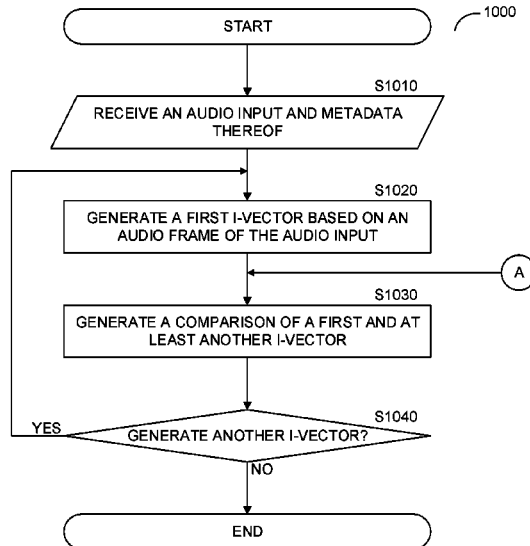 START
1000
S1010
RECEIVE AN AUDIO INPUT AND METADATA
THEREOF
S1020
GENERATE A FIRST I-VECTOR BASED ON AN
AUDIO FRAME OF THE AUDIO INPUT
A
S1030
GENERATE A COMPARISON OF A FIRST AND AT
LEAST ANOTHER I-VECTOR
S1040
YES
GENERATE ANOTHER I-VECTOR?
NO
END